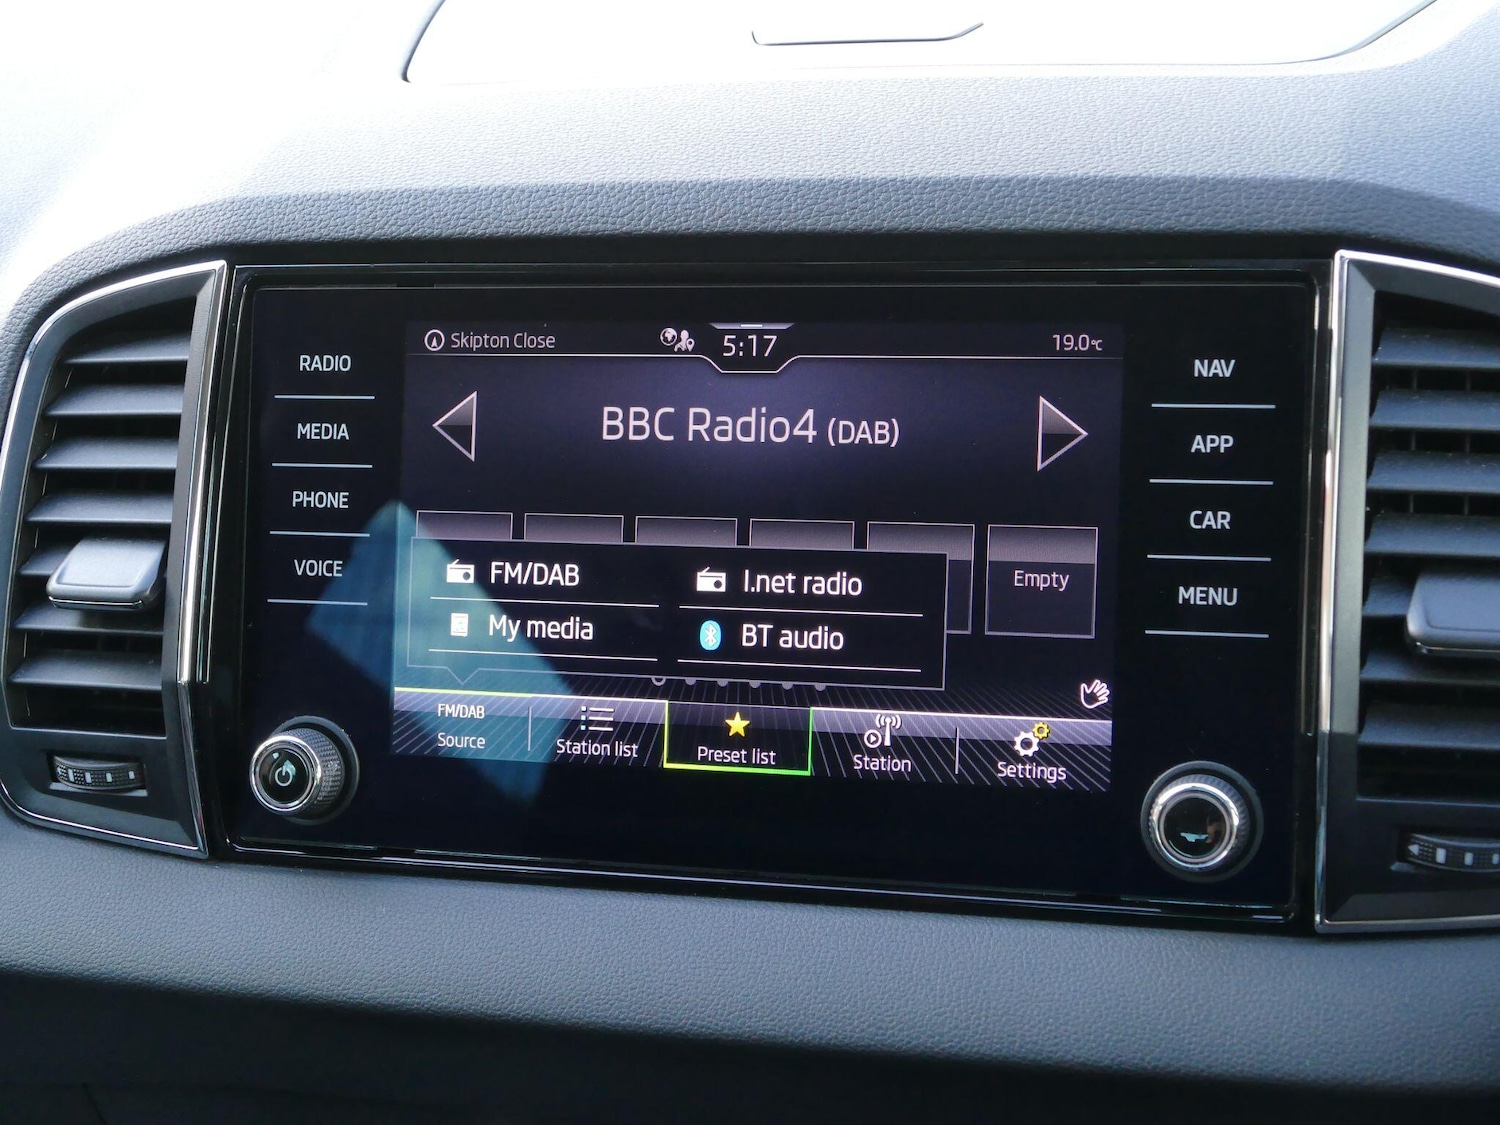 Skipton Close
5:17
19.0°C
RADIO
MEDIA
PHONE
VOICE
BBC Radio4 (DAB)
FM/DAB
I.net radio
My media
BT audio
Empty
FM/DAB
Source
Station list
Preset list
Station
Settings
NAV
APP
CAR
MENU